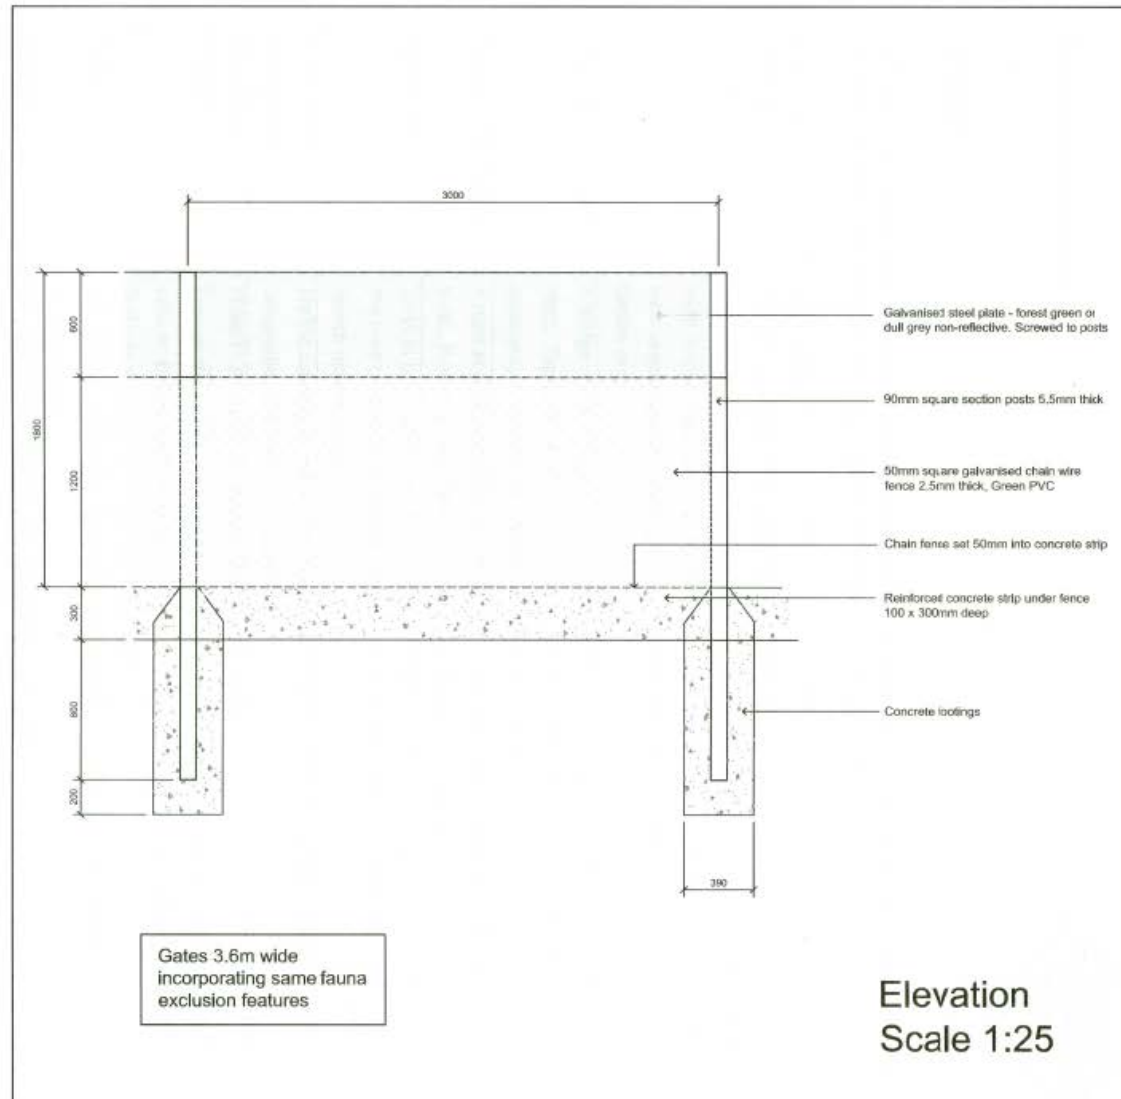 3000
600
1800
1200
300
800
200
390
Galvanised steel plate - forest green or
dull grey non-reflective. Screwed to posts
90mm square section posts 5.5mm thick
50mm square galvanised chain wire
fence 2.5mm thick, Green PVC
Chain fence set 50mm into concrete strip
Reinforced concrete strip under fence
100 x 300mm deep
Concrete footings
Gates 3.6m wide
incorporating same fauna
exclusion features
Elevation
Scale 1:25